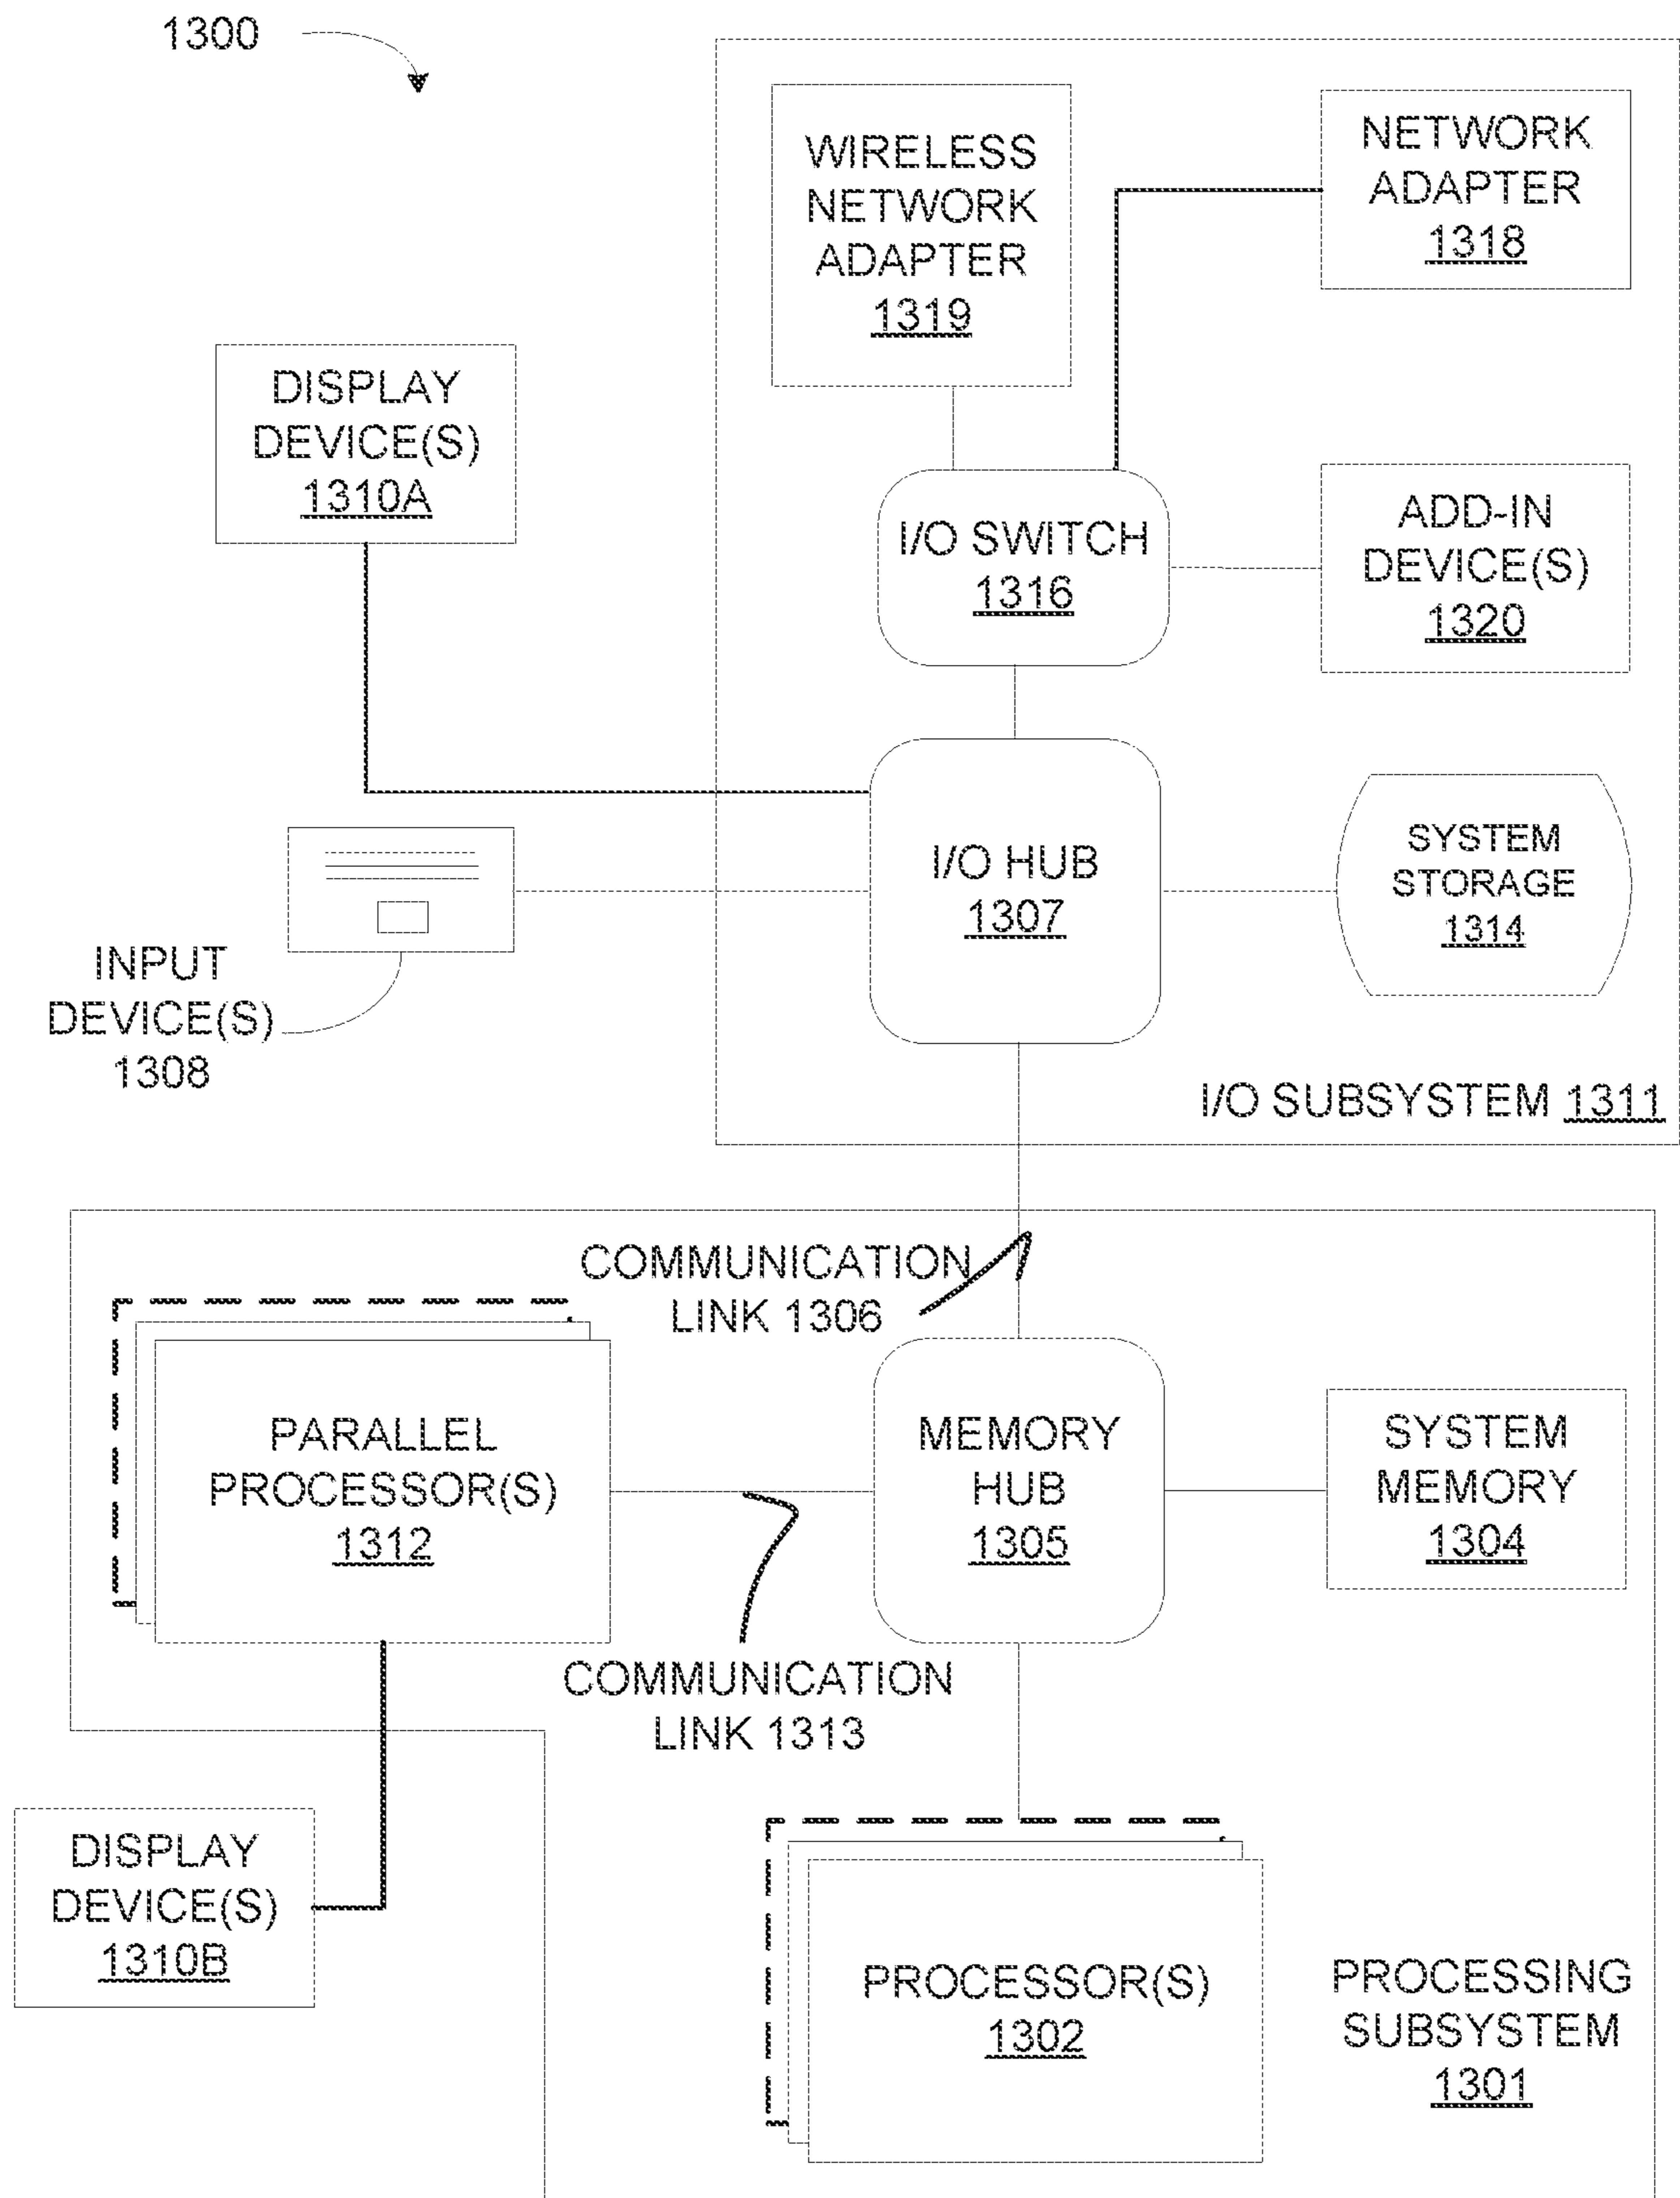 1300
WIRELESS
NETWORK
ADAPTER
1319
NETWORK
ADAPTER
1318
DISPLAY
DEVICE(S)
1310A
I/O SWITCH
1316
ADD-IN
DEVICE(S)
1320
I/O HUB
1307
SYSTEM
STORAGE
1314
INPUT
DEVICE(S)
1308
I/O SUBSYSTEM 1311
COMMUNICATION
LINK 1306
PARALLEL
PROCESSOR(S)
1312
MEMORY
HUB
1305
SYSTEM
MEMORY
1304
COMMUNICATION
LINK 1313
DISPLAY
DEVICE(S)
1310B
PROCESSOR(S)
1302
PROCESSING
SUBSYSTEM
1301